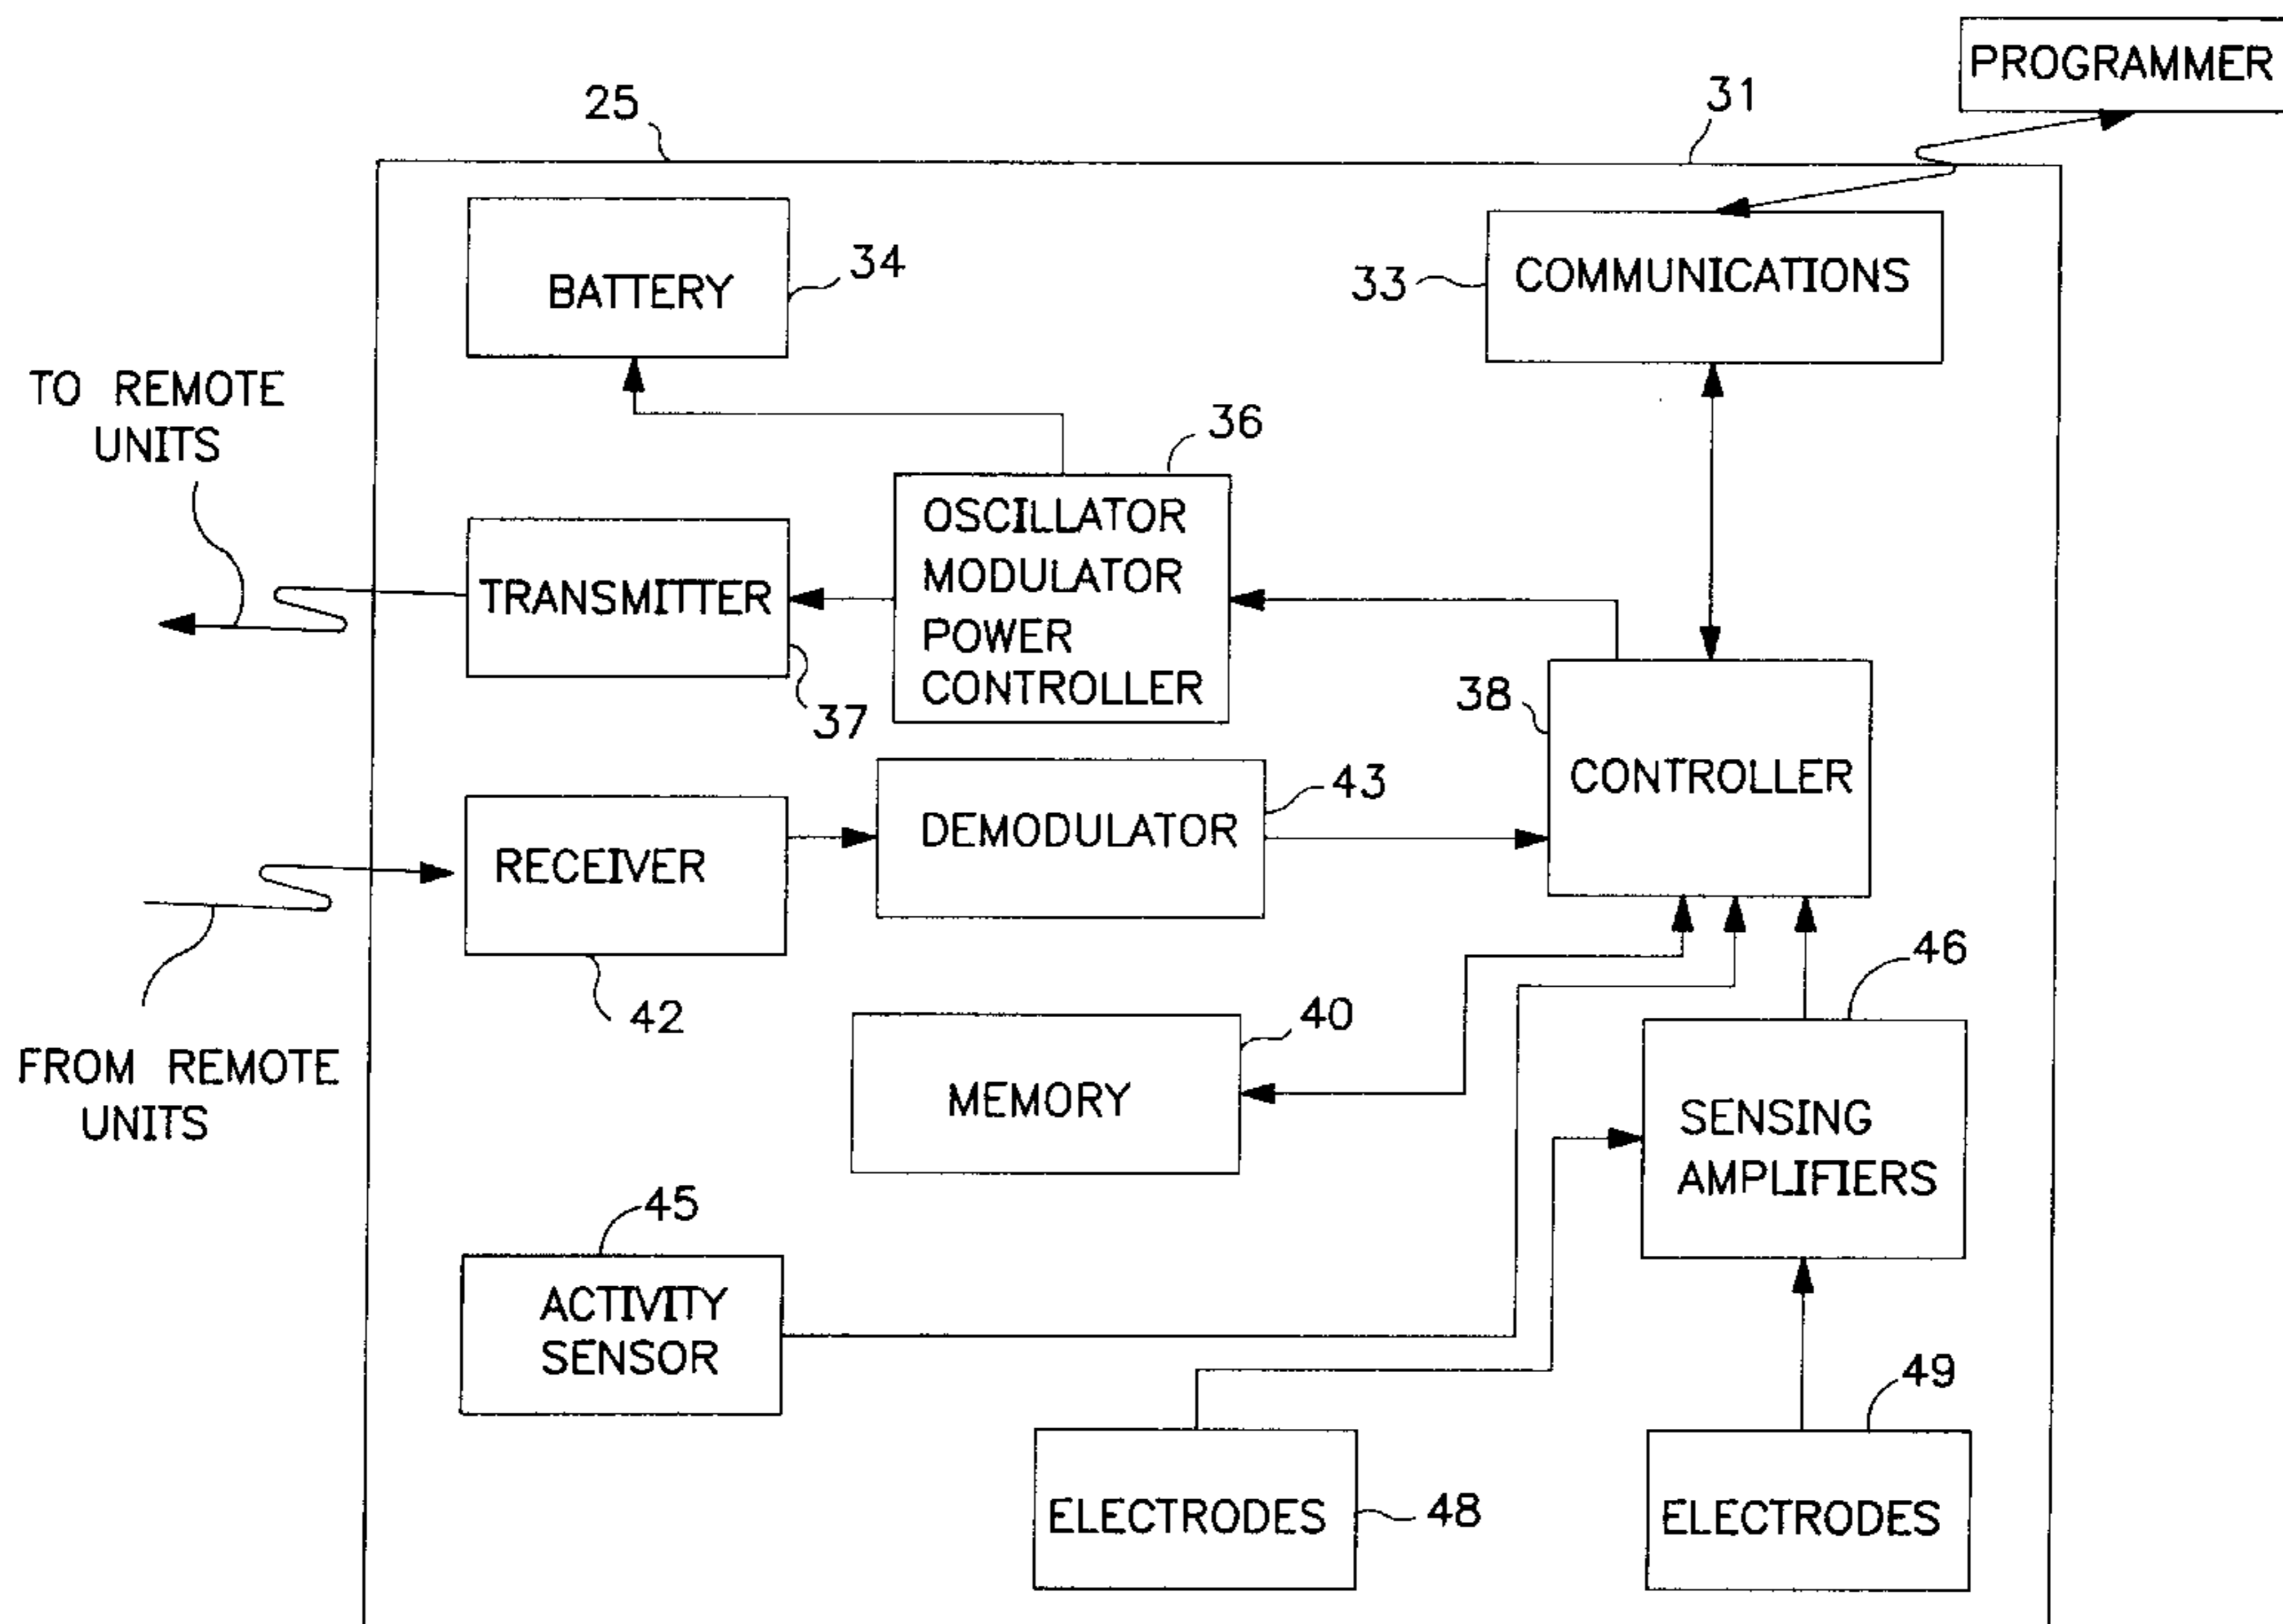 PROGRAMMER
25
31
BATTERY
34
33
COMMUNICATIONS
TO REMOTE
UNITS
36
OSCILLATOR
MODULATOR
POWER
CONTROLLER
TRANSMITTER
37
38
CONTROLLER
43
DEMODULATOR
RECEIVER
42
FROM REMOTE
UNITS
40
MEMORY
46
SENSING
AMPLIFIERS
45
ACTIVITY
SENSOR
ELECTRODES
48
49
ELECTRODES